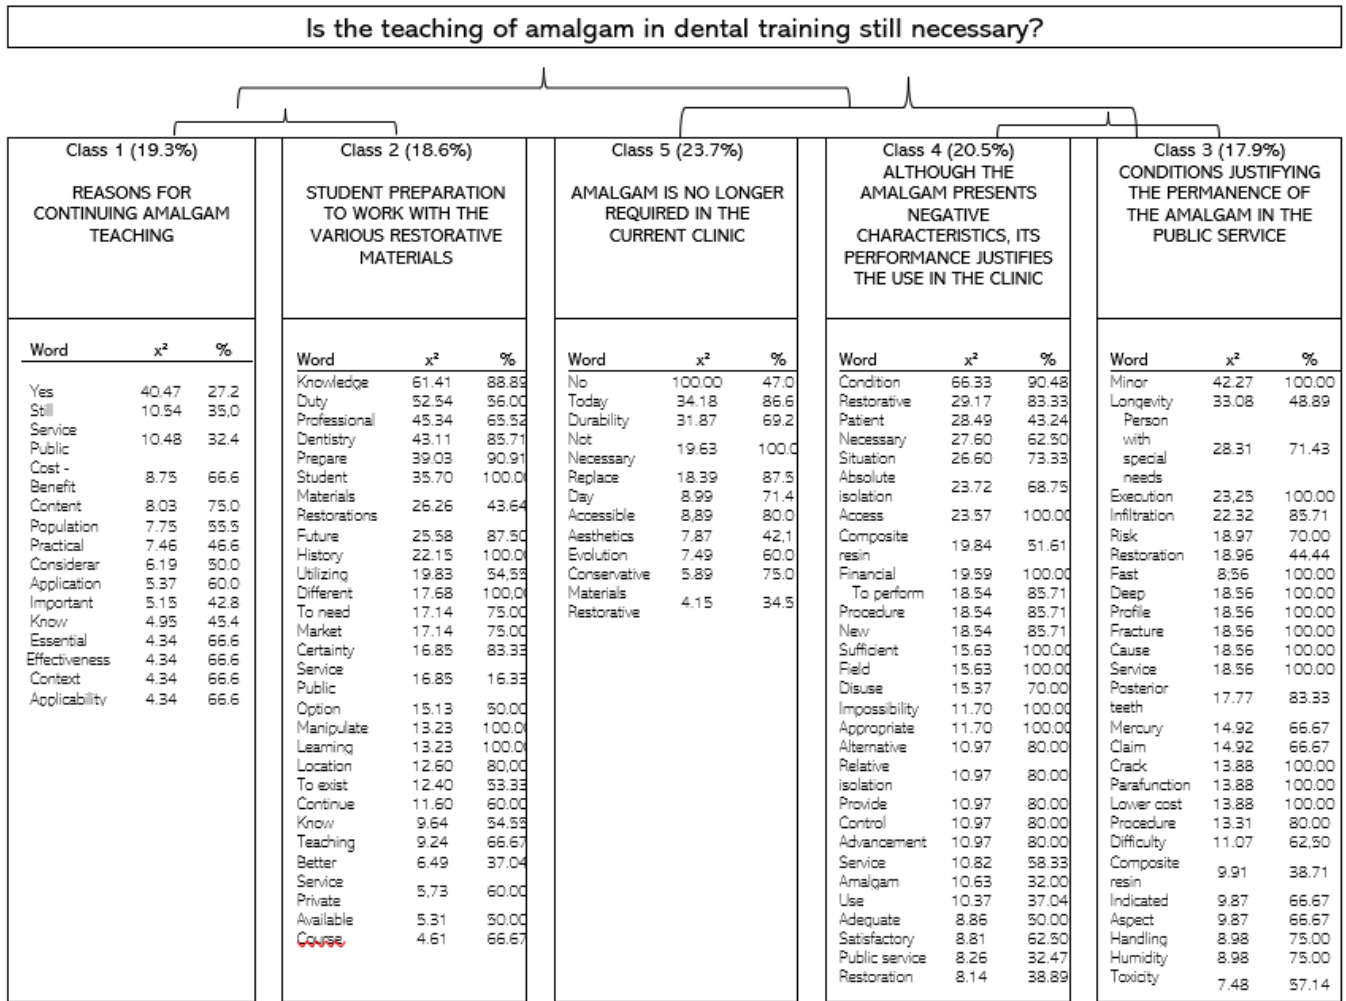 Is the teaching of amalgam in dental training still necessary?
Class 1 (19.3%)
REASONS FOR
CONTINUING AMALGAM
TEACHING
Word x² %
Yes 40.47 27.2
Still 10.54 35,0
Service
Public 10.48 32.4
Cost -
Benefit 8.75 66.6
Content 8.03 75.0
Population 7.75 55.5
Practical 7.46 46.6
Considerar 6.19 50.0
Application 5.37 60.0
Important 5.15 42.8
Know 4.95 45.4
Essential 4.34 66.6
Effectiveness 4.34 66.6
Context 4.34 66.6
Applicability 4.34 66.6
Class 2 (18.6%)
STUDENT PREPARATION
TO WORK WITH THE
VARIOUS RESTORATIVE
MATERIALS
Word x² %
Knowledge 61.41 88.89
Duty 52.54 56.00
Professional 45.34 65.52
Dentistry 43.11 85.71
Prepare 39.03 90.91
Student 35.70 100.0
Materials
Restorations 26.26 43.64
Future 25.58 87.50
History 22.15 100.0
Utilizing 19.83 54,55
Different 17.68 100,0
To need 17.14 75.00
Market 17.14 75.00
Certainty 16.85 83.33
Service
Public 16.85 16.33
Option 15.13 50.00
Manipulate 13.23 100.0
Learning 13.23 100.0
Location 12.60 80,00
To exist 12.40 53.33
Continue 11.60 60.00
Know 9.64 54.55
Teaching 9.24 66.67
Better 6.49 37.04
Service
Private 5,73 60.00
Available 5.31 50.00
Course 4.61 66.67
Class 5 (23.7%)
AMALGAM IS NO LONGER
REQUIRED IN THE
CURRENT CLINIC
Word x² %
No 100.00 47.0
Today 34.18 86.6
Durability 31.87 69.2
Not
Necessary 19.63 100.0
Replace 18.39 87.5
Day 8.99 71.4
Accessible 8,89 80.0
Aesthetics 7.87 42,1
Evolution 7.49 60.0
Conservative 5.89 75.0
Materials
Restorative 4.15 34.5
Class 4 (20.5%)
ALTHOUGH THE
AMALGAM PRESENTS
NEGATIVE
CHARACTERISTICS, ITS
PERFORMANCE JUSTIFIES
THE USE IN THE CLINIC
Word x² %
Condition 66.33 90.48
Restorative 29.17 83.33
Patient 28.49 43.24
Necessary 27.60 62.50
Situation 26.60 73.33
Absolute
isolation 23.72 68.75
Access 23.57 100.00
Composite
resin 19.84 51.61
Financial 19.59 100.00
To perform 18.54 85.71
Procedure 18.54 85.71
New 18.54 85.71
Sufficient 15.63 100.00
Field 15.63 100.00
Disuse 15.37 70.00
Impossibility 11.70 100.00
Appropriate 11.70 100.00
Alternative 10.97 80.00
Relative
isolation 10.97 80.00
Provide 10.97 80.00
Control 10.97 80.00
Advancement 10.97 80.00
Service 10.82 58.33
Amalgam 10.63 32.00
Use 10.37 37.04
Adequate 8.86 50.00
Satisfactory 8.81 62.50
Public service 8.26 32.47
Restoration 8.14 38.89
Class 3 (17.9%)
CONDITIONS JUSTIFYING
THE PERMANENCE OF
THE AMALGAM IN THE
PUBLIC SERVICE
Word x² %
Minor 42.27 100.00
Longevity 33.08 48.89
Person
with
special 28.31 71.43
needs
Execution 23,25 100.00
Infiltration 22.32 85.71
Risk 18.97 70.00
Restoration 18.96 44.44
Fast 8;56 100.00
Deep 18.56 100.00
Profile 18.56 100.00
Fracture 18.56 100.00
Cause 18.56 100.00
Service 18.56 100.00
Posterior
teeth 17.77 83.33
Mercury 14.92 66.67
Claim 14.92 66.67
Crack 13.88 100.00
Parafunction 13.88 100.00
Lower cost 13.88 100.00
Procedure 13.31 80.00
Difficulty 11.07 62,50
Composite
resin 9.91 38.71
Indicated 9.87 66.67
Aspect 9.87 66.67
Handling 8.98 75.00
Humidity 8.98 75.00
Toxicity 7.48 57.14